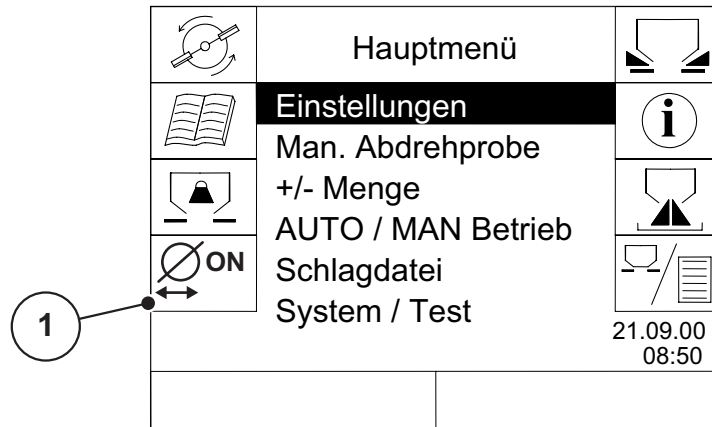 Hauptmenü
Einstellungen
Man. Abdrehprobe
+/- Menge
AUTO / MAN Betrieb
Schlagdatei
System / Test
i
ON
1
21.09.00
08:50